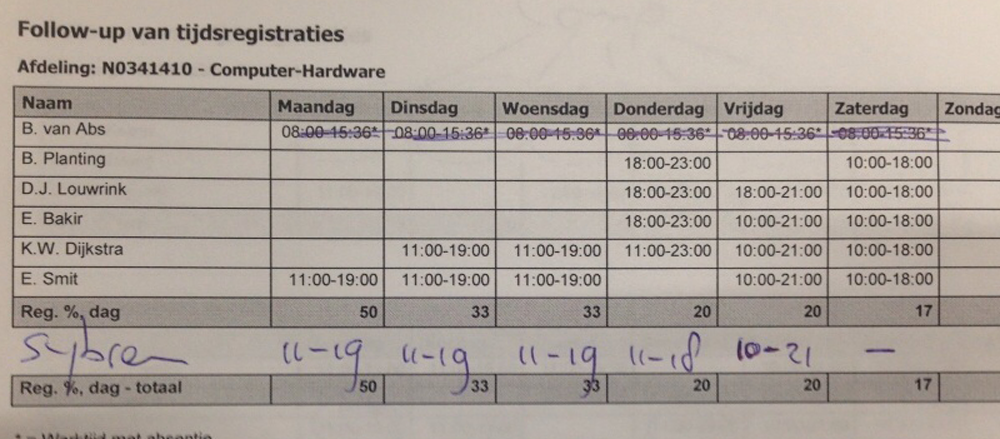 Follow-up van tijdsregistraties
Afdeling: N0341410 - Computer-Hardware
Naam Maandag Dinsdag Woensdag Donderdag Vrijdag Zaterdag Zondag
B. van Abs 08:00-15:36* 08:00-15:36* 08:00-15:36* 08:00-15:36* 08:00-15:36* 08:00-15:36*
B. Planting 18:00-23:00 10:00-18:00
D.J. Louwrink 18:00-23:00 18:00-21:00 10:00-18:00
E. Bakir 18:00-23:00 10:00-21:00 10:00-18:00
K.W. Dijkstra 11:00-19:00 11:00-19:00 11:00-23:00 10:00-21:00 10:00-18:00
E. Smit 11:00-19:00 11:00-19:00 11:00-19:00 10:00-21:00 10:00-18:00
Reg. %, dag 50 33 33 20 20 17
Sybren 11-19 11-19 11-19 11-18 10-21 —
Reg. %, dag - totaal 50 33 33 20 20 17
* = Werktijd met absentie